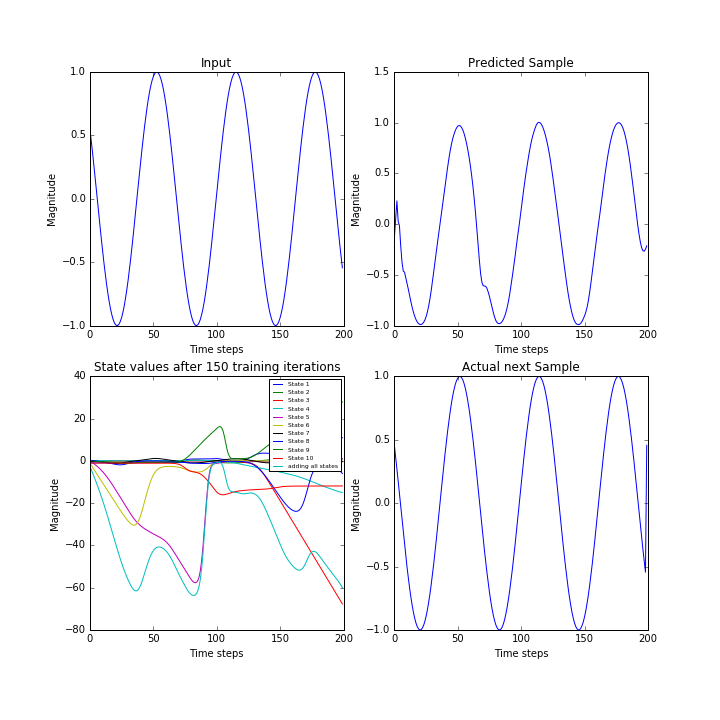 Input
1.0
0.5
0.0
−0.5
−1.0
Magnitude
0
50
100
150
200
Time steps
Predicted Sample
1.5
1.0
0.5
0.0
−0.5
−1.0
Magnitude
0
50
100
150
200
Time steps
State values after 150 training iterations
40
20
0
−20
−40
−60
−80
Magnitude
0
50
100
150
200
Time steps
State 1
State 2
State 3
State 4
State 5
State 6
State 7
State 8
State 9
State 10
adding all states
Actual next Sample
1.0
0.5
0.0
−0.5
−1.0
Magnitude
0
50
100
150
200
Time steps